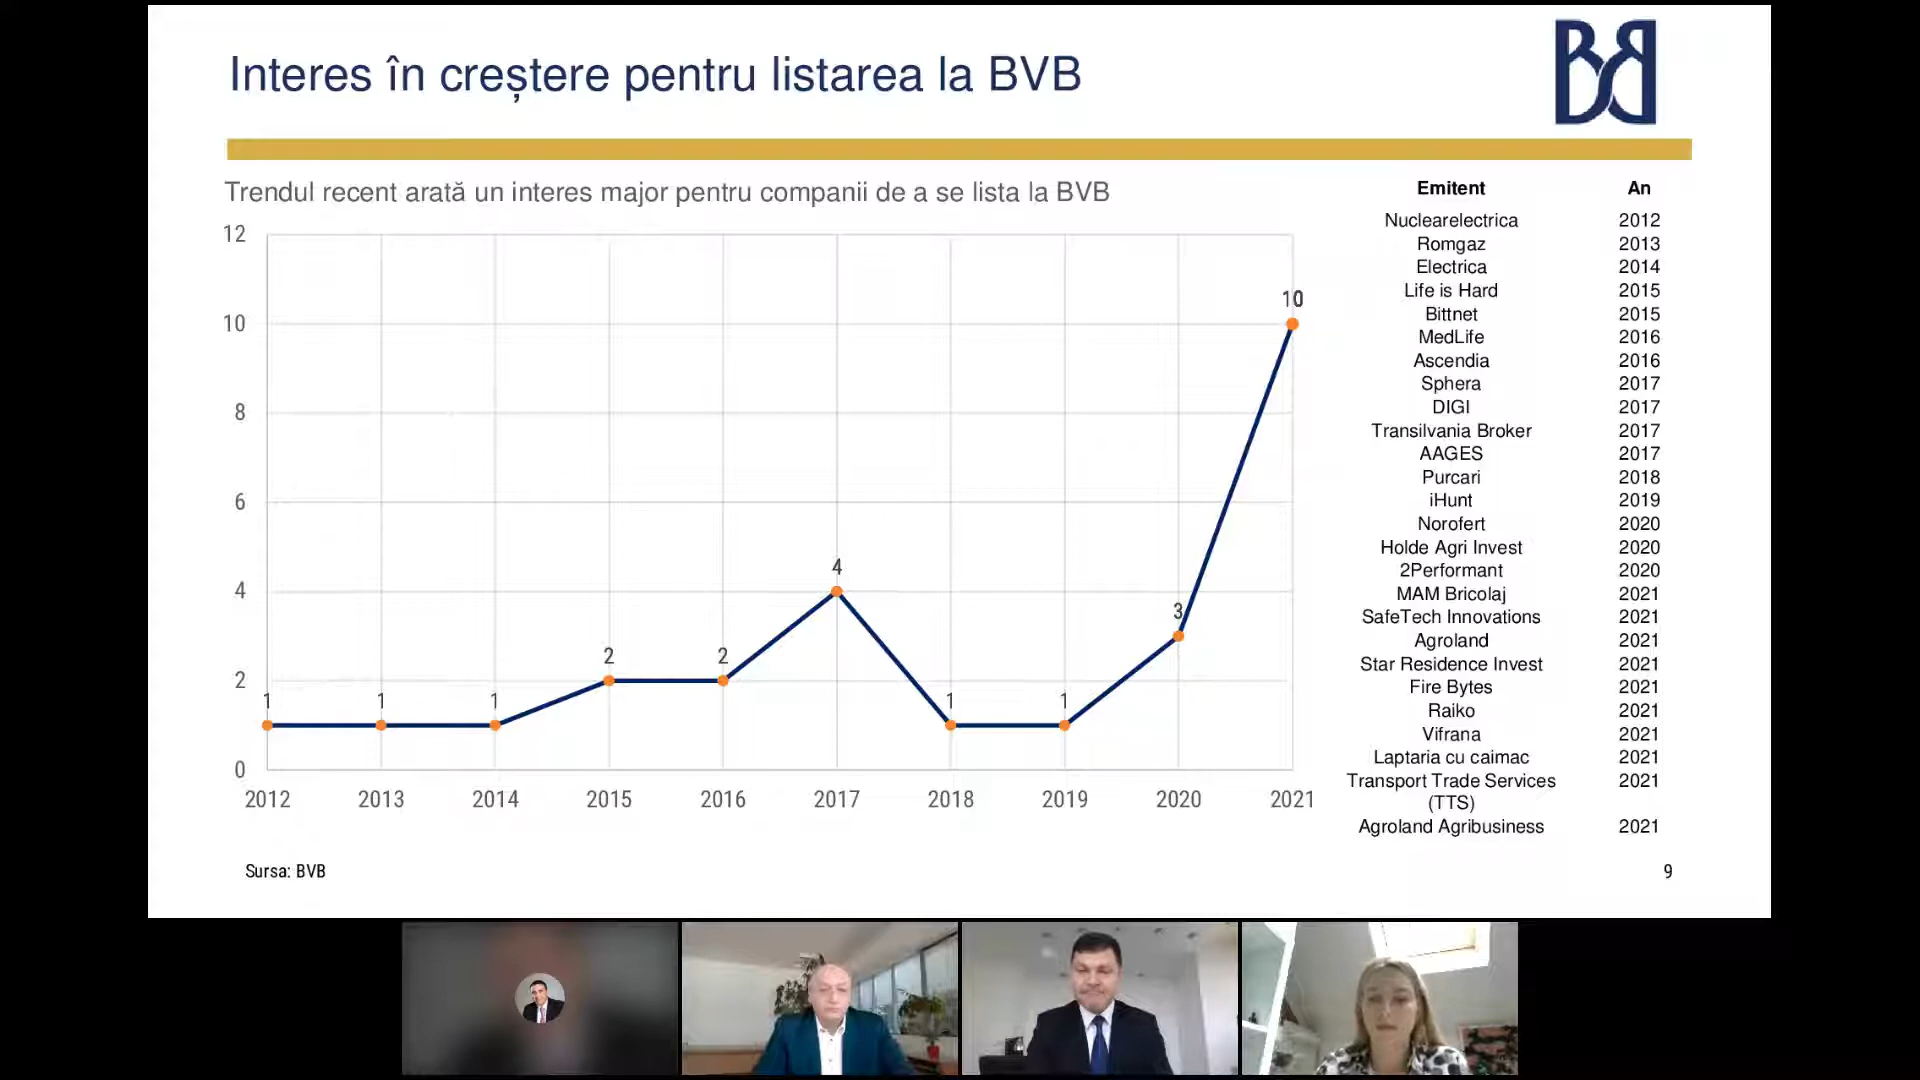 Interes în creștere pentru listarea la BVB
Trendul recent arată un interes major pentru companii de a se lista la BVB
12
10
8
6
4
2
0
1
1
1
2
2
4
1
1
3
10
2012 2013 2014 2015 2016 2017 2018 2019 2020 2021
Emitent An
Nuclearelectrica 2012
Romgaz 2013
Electrica 2014
Life is Hard 2015
Bittnet 2015
MedLife 2016
Ascendia 2016
Sphera 2017
DIGI 2017
Transilvania Broker 2017
AAGES 2017
Purcari 2018
iHunt 2019
Norofert 2020
Holde Agri Invest 2020
2Performant 2020
MAM Bricolaj 2021
SafeTech Innovations 2021
Agroland 2021
Star Residence Invest 2021
Fire Bytes 2021
Raiko 2021
Vifrana 2021
Laptaria cu caimac 2021
Transport Trade Services 2021
(TTS)
Agroland Agribusiness 2021
Sursa: BVB
9